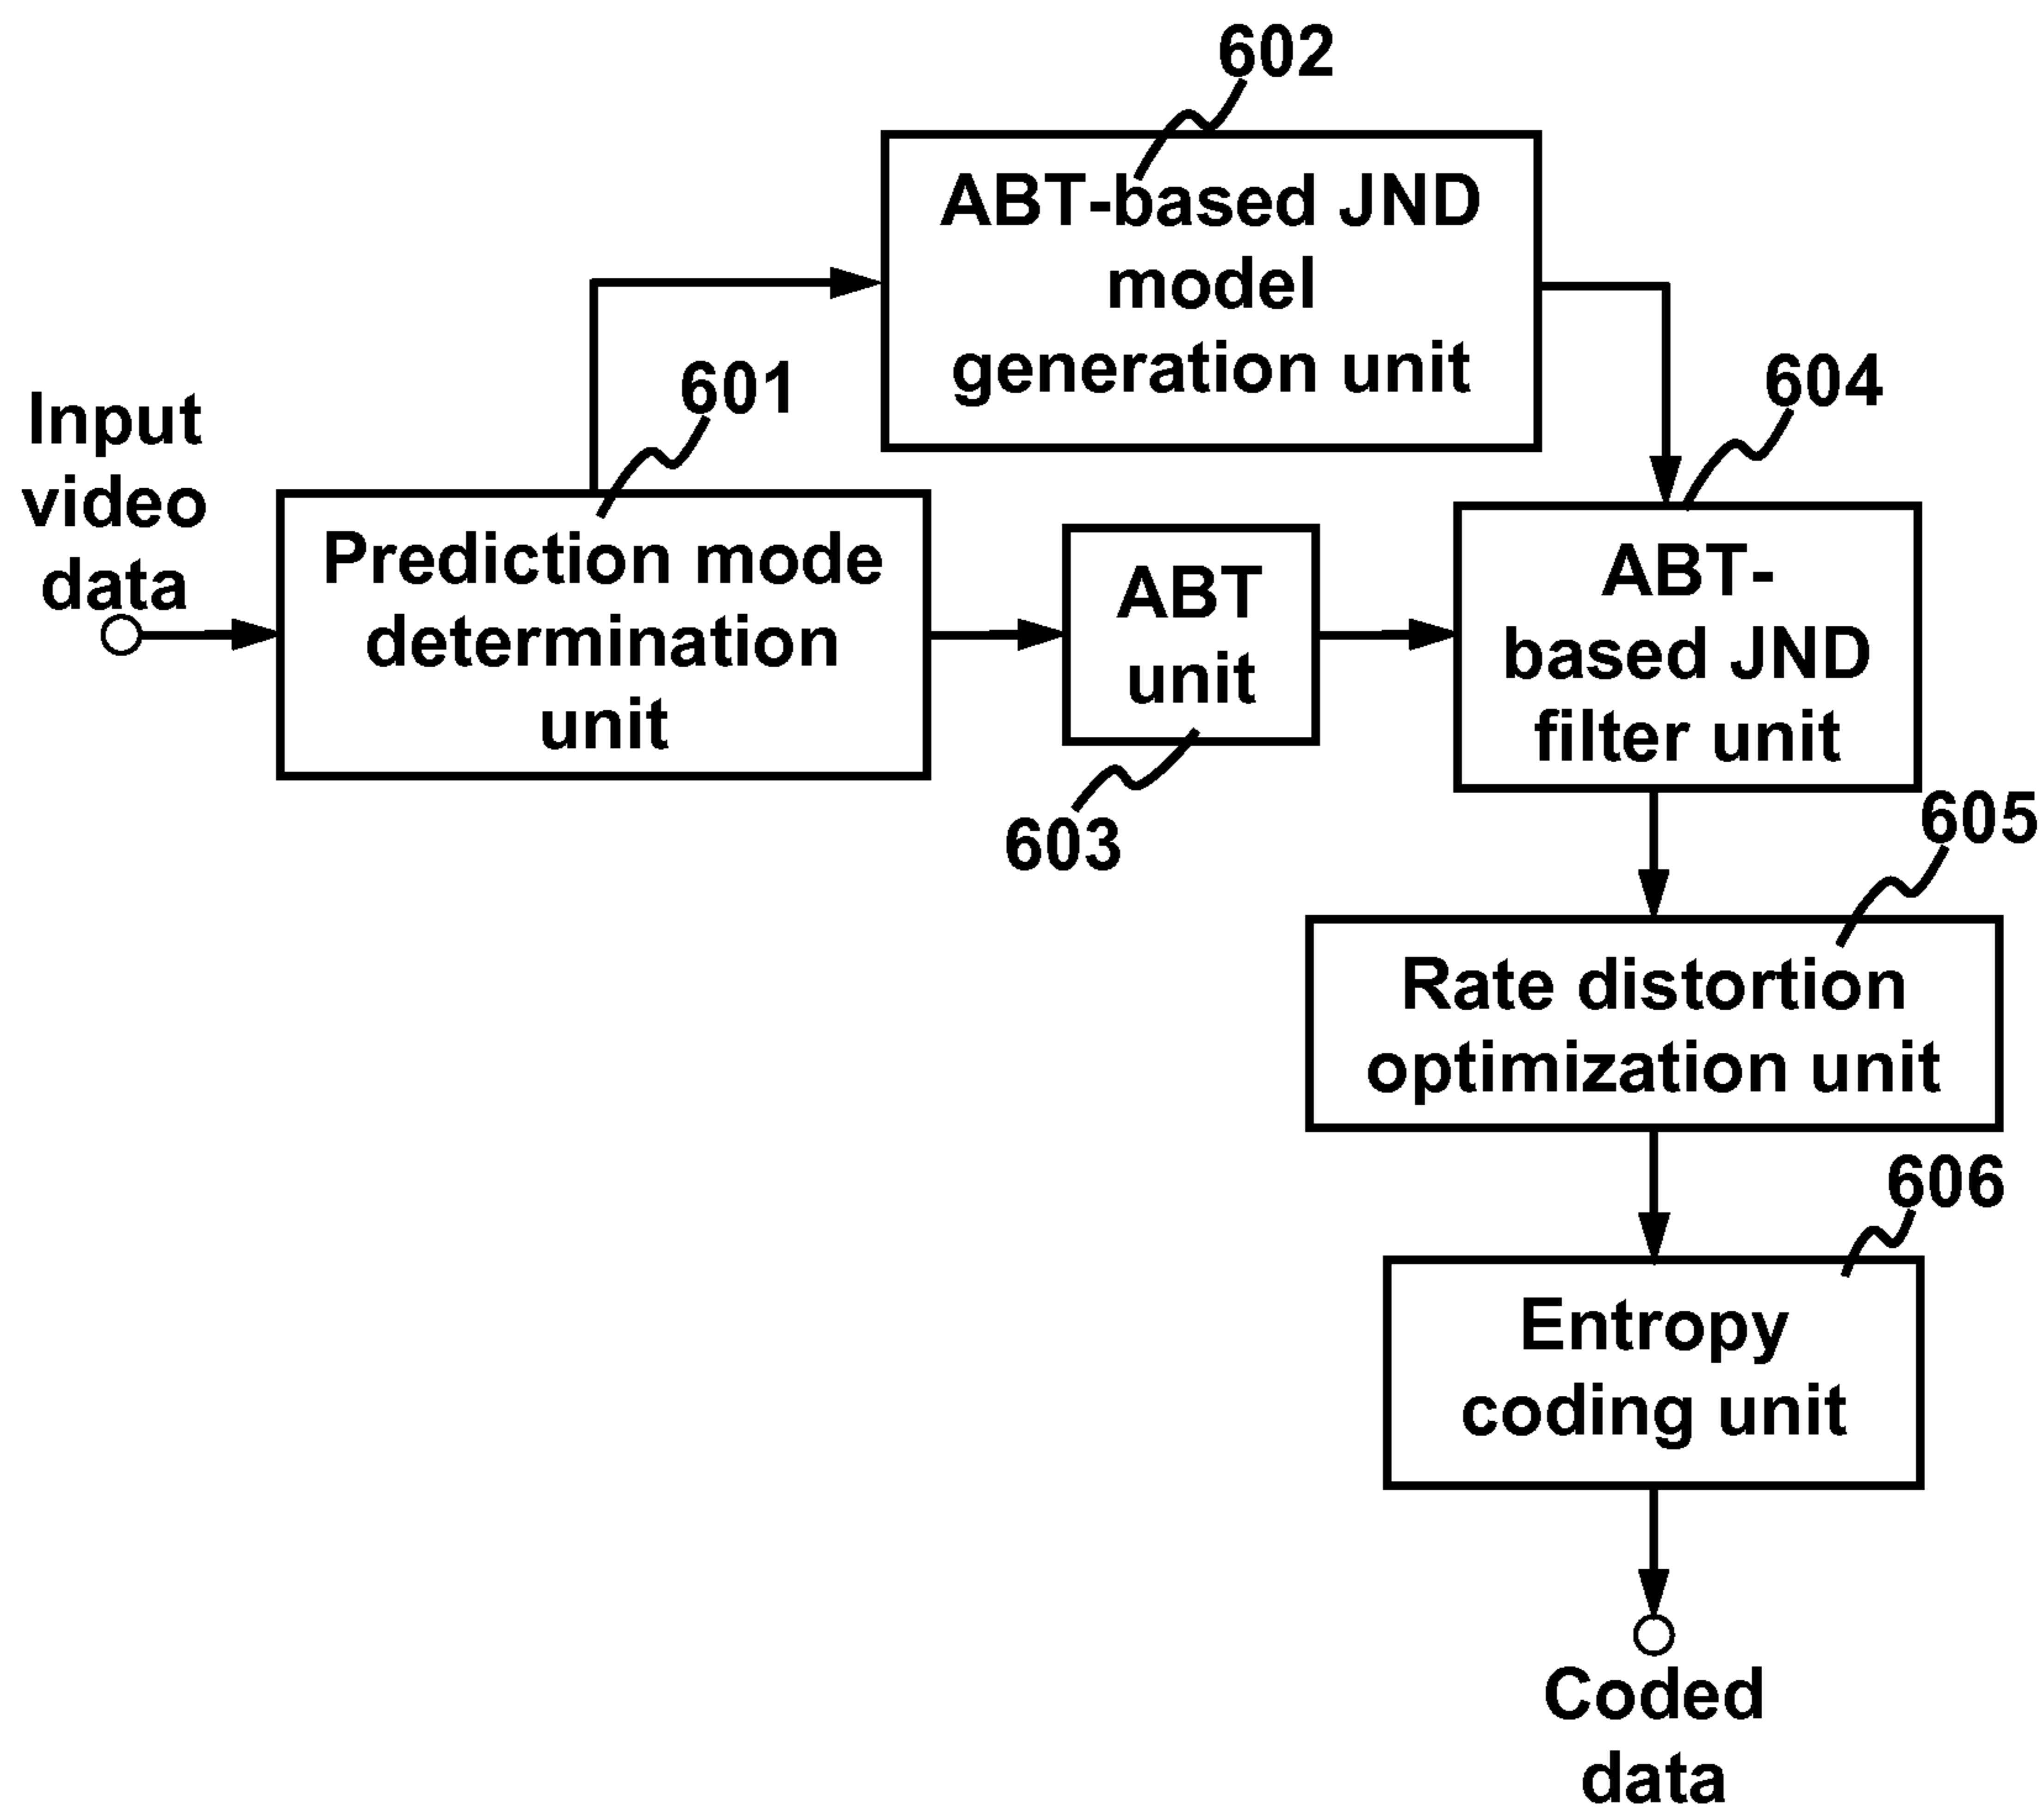 602
ABT-based JND
model
generation unit
601
604
Input
video
data
Prediction mode
determination
unit
ABT
unit
603
ABT-
based JND
filter unit
605
Rate distortion
optimization unit
606
Entropy
coding unit
Coded
data